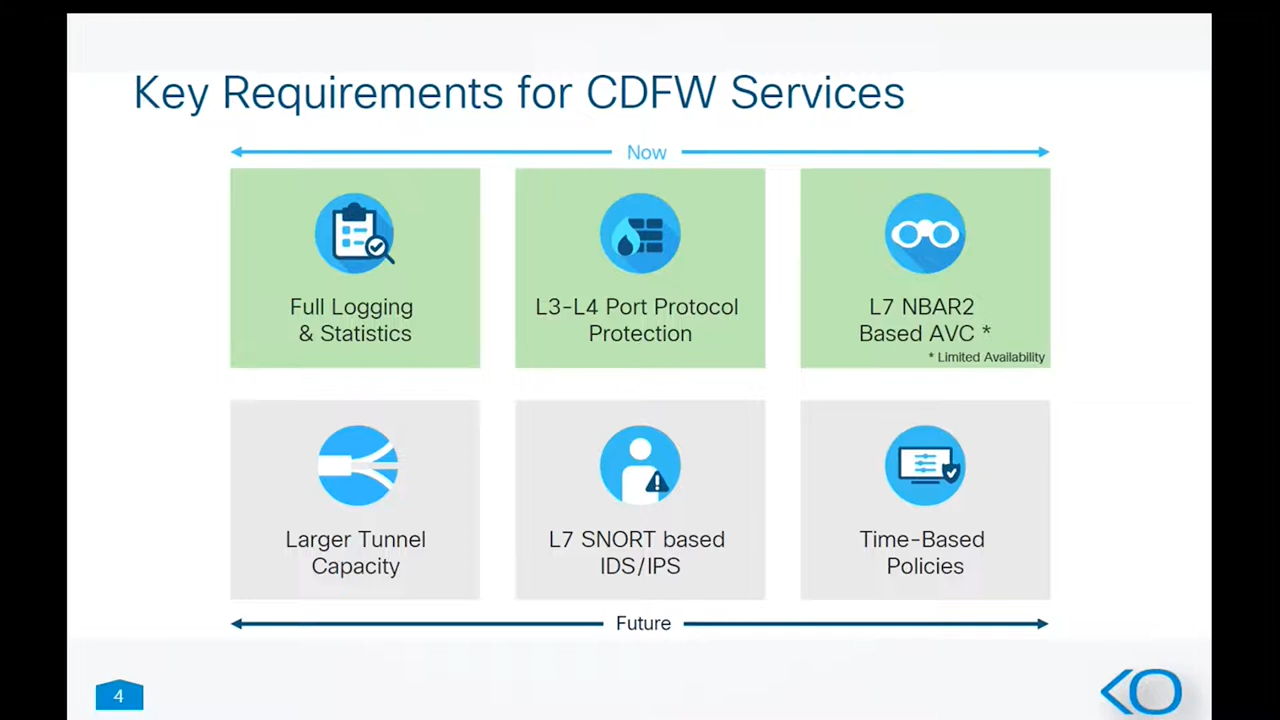 Key Requirements for CDFW Services
Now
Full Logging
& Statistics
L3-L4 Port Protocol
Protection
L7 NBAR2
Based AVC *
* Limited Availability
Larger Tunnel
Capacity
L7 SNORT based
IDS/IPS
Time-Based
Policies
Future
4